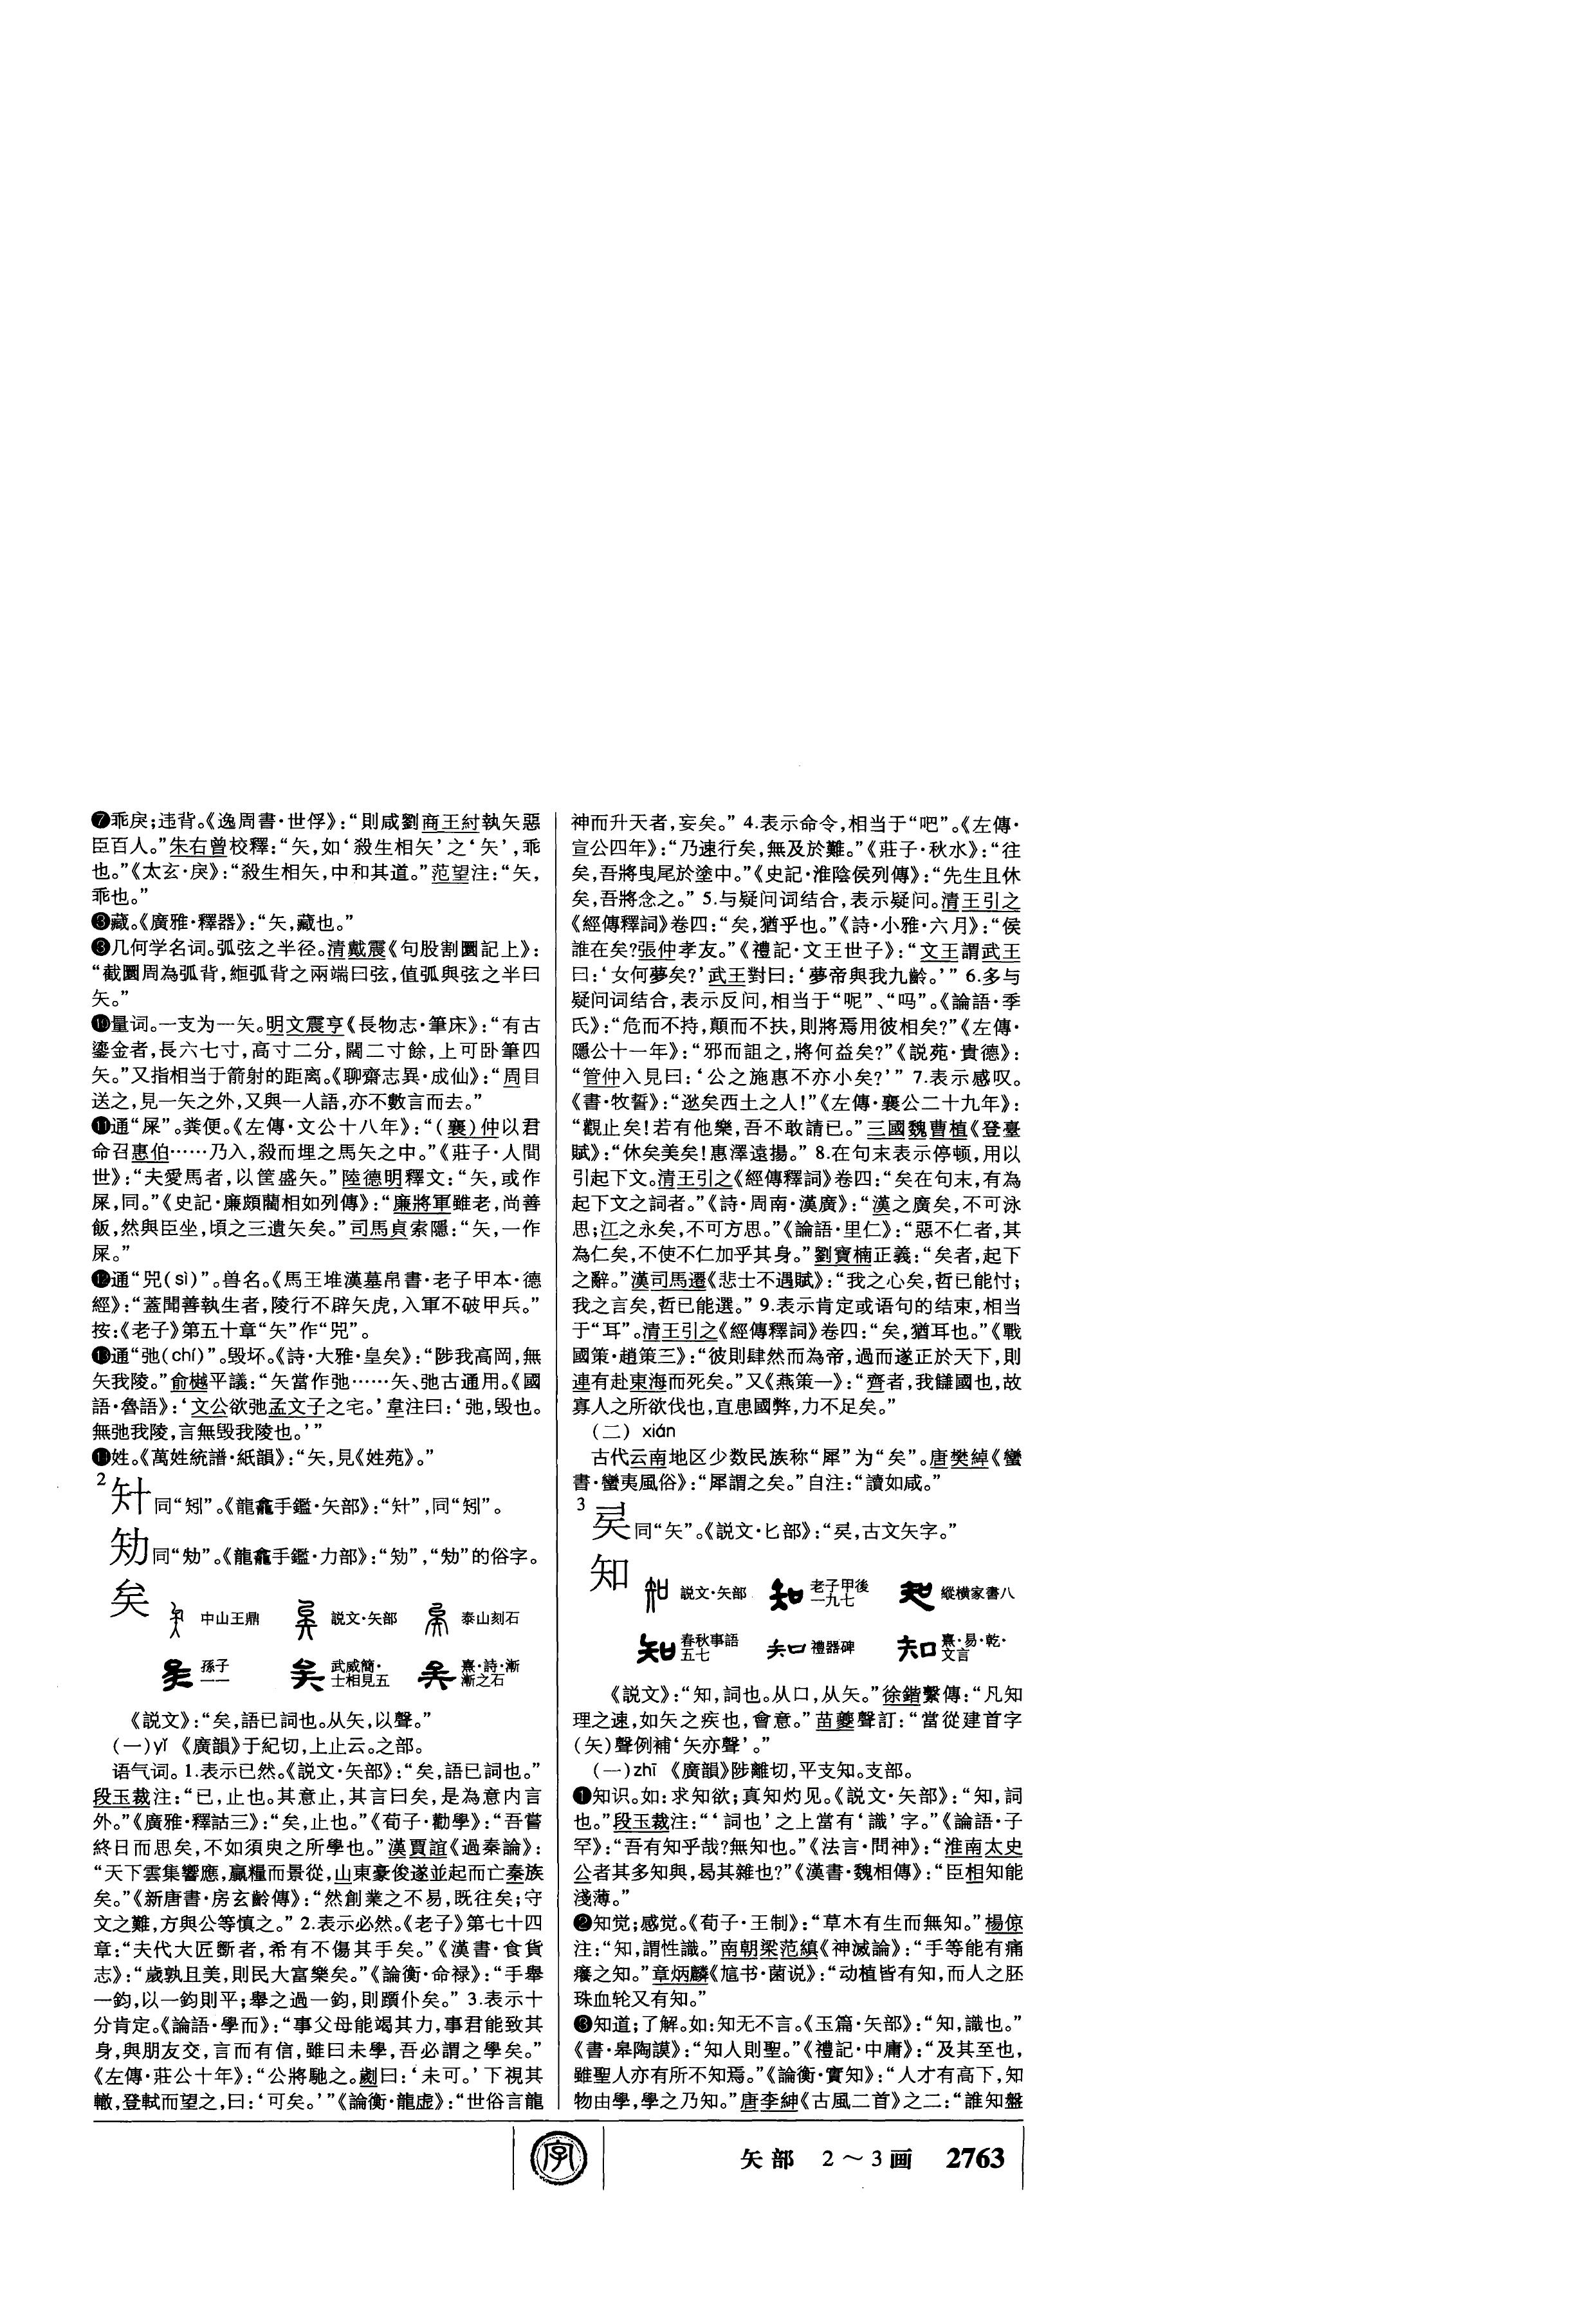 ❼乖戾;违背。《逸周書·世俘》:“則咸劉商王紂執矢惡
臣百人。”朱右曾校釋:“矢,如‘殺生相矢’之‘矢’,乖
也。”《太玄·戾》:“殺生相矢,中和其道。”范望注:“矢,
乖也。”
❽藏。《廣雅·釋器》:“矢,藏也。”
❾几何学名词。弧弦之半径。清戴震《句股割圜記上》:
“截圜周為弧背,緪弧背之兩端曰弦,值弧與弦之半曰
矢。”
❿量词。一支为一矢。明文震亨《長物志·筆床》:“有古
鎏金者,長六七寸,高寸二分,闊二寸餘,上可卧筆四
矢。”又指相当于箭射的距离。《聊齋志異·成仙》:“周目
送之,見一矢之外,又與一人語,亦不數言而去。”
⓫通“屎”。粪便。《左傳·文公十八年》:“(襄)仲以君
命召惠伯……乃入,殺而埋之馬矢之中。”《莊子·人間
世》:“夫愛馬者,以筐盛矢。”陸德明釋文:“矢,或作
屎,同。”《史記·廉頗藺相如列傳》:“廉將軍雖老,尚善
飯,然與臣坐,頃之三遺矢矣。”司馬貞索隱:“矢,一作
屎。”
⓬通“兕(sì)”。兽名。《馬王堆漢墓帛書·老子甲本·德
經》:“蓋聞善執生者,陵行不辟矢虎,入軍不破甲兵。”
按:《老子》第五十章“矢”作“兕”。
⓭通“弛(chí)”。毁坏。《詩·大雅·皇矣》:“陟我高岡,無
矢我陵。”俞樾平議:“矢當作弛……矢、弛古通用。《國
語·魯語》:‘文公欲弛孟文子之宅。’韋注曰:‘弛,毁也。
無弛我陵,言無毁我陵也。’”
⓮姓。《萬姓統譜·紙韻》:“矢,見《姓苑》。”
2
𥎦同“矧”。《龍龕手鑑·矢部》:“𥎦”,同“矧”。
同“㔓”。《龍龕手鑑·力部》:
矣
中山王鼎 説文·矢部 泰山刻石
孫子一一 武威簡·士相見五 熹·詩·漸漸之石
《説文》:“矣,語已詞也。从矢,以聲。”
(一)yǐ 《廣韻》于紀切,上止云。之部。
语气词。1.表示已然。《説文·矢部》:“矣,語已詞也。”
段玉裁注:“已,止也。其意止,其言曰矣,是為意内言
外。”《廣雅·釋詁三》:“矣,止也。”《荀子·勸學》:“吾嘗
終日而思矣,不如須臾之所學也。”漢賈誼《過秦論》:
“天下雲集響應,贏糧而景從,山東豪俊遂並起而亡秦族
矣。”《新唐書·房玄齡傳》:“然創業之不易,既往矣;守
文之難,方與公等慎之。”2.表示必然。《老子》第七十四
章:“夫代大匠斲者,希有不傷其手矣。”《漢書·食貨
志》:“歲孰且美,則民大富樂矣。”《論衡·命禄》:“手舉
一鈞,以一鈞則平;舉之過一鈞,則躓仆矣。”3.表示十
分肯定。《論語·學而》:“事父母能竭其力,事君能致其
身,與朋友交,言而有信,雖曰未學,吾必謂之學矣。”
《左傳·莊公十年》:“公將馳之。劌曰:‘未可。’下視其
轍,登軾而望之,曰:‘可矣。’”《論衡·龍虚》:“世俗言龍
神而升天者,妄矣。”4.表示命令,相当于“吧”。《左傳·
宣公四年》:“乃速行矣,無及於難。”《莊子·秋水》:“往
矣,吾將曳尾於塗中。”《史記·淮陰侯列傳》:“先生且休
矣,吾將念之。”5.与疑问词结合,表示疑问。清王引之
《經傳釋詞》卷四:“矣,猶乎也。”《詩·小雅·六月》:“侯
誰在矣?張仲孝友。”《禮記·文王世子》:“文王謂武王
曰:‘女何夢矣?’武王對曰:‘夢帝與我九齡。’”6.多与
疑问词结合,表示反问,相当于“呢”、“吗”。《論語·季
氏》:“危而不持,顛而不扶,則將焉用彼相矣?”《左傳·
隱公十一年》:“邪而詛之,將何益矣?”《説苑·貴德》:
“管仲入見曰:‘公之施惠不亦小矣?’”7.表示感叹。
《書·牧誓》:“逖矣西土之人!”《左傳·襄公二十九年》:
“觀止矣!若有他樂,吾不敢請已。”三國魏曹植《登臺
賦》:“休矣美矣!惠澤遠揚。”8.在句末表示停顿,用以
引起下文。清王引之《經傳釋詞》卷四:“矣在句末,有為
起下文之詞者。”《詩·周南·漢廣》:“漢之廣矣,不可泳
思;江之永矣,不可方思。”《論語·里仁》:“惡不仁者,其
為仁矣,不使不仁加乎其身。”劉寶楠正義:“矣者,起下
之辭。”漢司馬遷《悲士不遇賦》:“我之心矣,哲已能忖;
我之言矣,哲已能選。”9.表示肯定或语句的结束,相当
于“耳”。清王引之《經傳釋詞》卷四:“矣,猶耳也。”《戰
國策·趙策三》:“彼則肆然而為帝,過而遂正於天下,則
連有赴東海而死矣。”又《燕策一》:“齊者,我讎國也,故
寡人之所欲伐也,直患國弊,力不足矣。”
(二) xián
古代云南地区少数民族称“犀”为“矣”。唐樊綽《蠻
書·蠻夷風俗》:“犀謂之矣。”自注:“讀如咸。”
3
同“矢”。《説文·匕部》:古文矢字。”
知
説文·矢部 老子甲後一九七 縱横家書八
春秋事語五七 禮器碑 熹·易·乾·文言
《説文》:“知,詞也。从口,从矢。”徐鍇繫傳:“凡知
理之速,如矢之疾也,會意。”苗夔聲訂:“當從建首字
(矢)聲例補‘矢亦聲’。”
(一)zhī 《廣韻》陟離切,平支知。支部。
❶知识。如:求知欲;真知灼见。《説文·矢部》:“知,詞
也。”段玉裁注:“‘詞也’之上當有‘識’字。”《論語·子
罕》:“吾有知乎哉?無知也。”《法言·問神》:“淮南太史
公者其多知與,曷其雜也?”《漢書·魏相傳》:“臣相知能
淺薄。”
❷知觉;感觉。《荀子·王制》:“草木有生而無知。”楊倞
注:“知,謂性識。”南朝梁范縝《神滅論》:“手等能有痛
癢之知。”章炳麟《訄书·菌说》:“动植皆有知,而人之胚
珠血轮又有知。”
❸知道;了解。如:知无不言。《玉篇·矢部》:“知,識也。”
《書·皋陶謨》:“知人則聖。”《禮記·中庸》:“及其至也,
雖聖人亦有所不知焉。”《論衡·實知》:“人才有高下,知
物由學,學之乃知。”唐李紳《古風二首》之二:“誰知盤
字
矢部 2～3画 2763